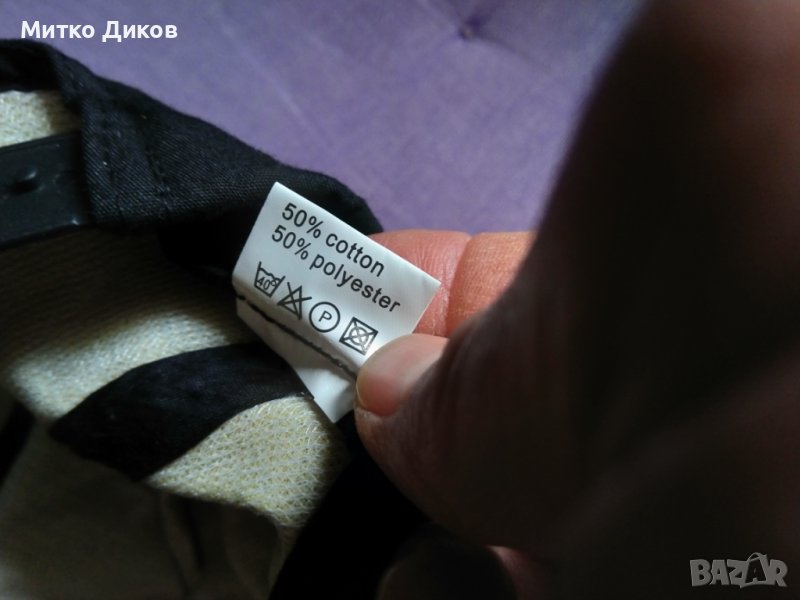 Митко Диков
50% cotton
50% polyester
40°
P
BAZAR